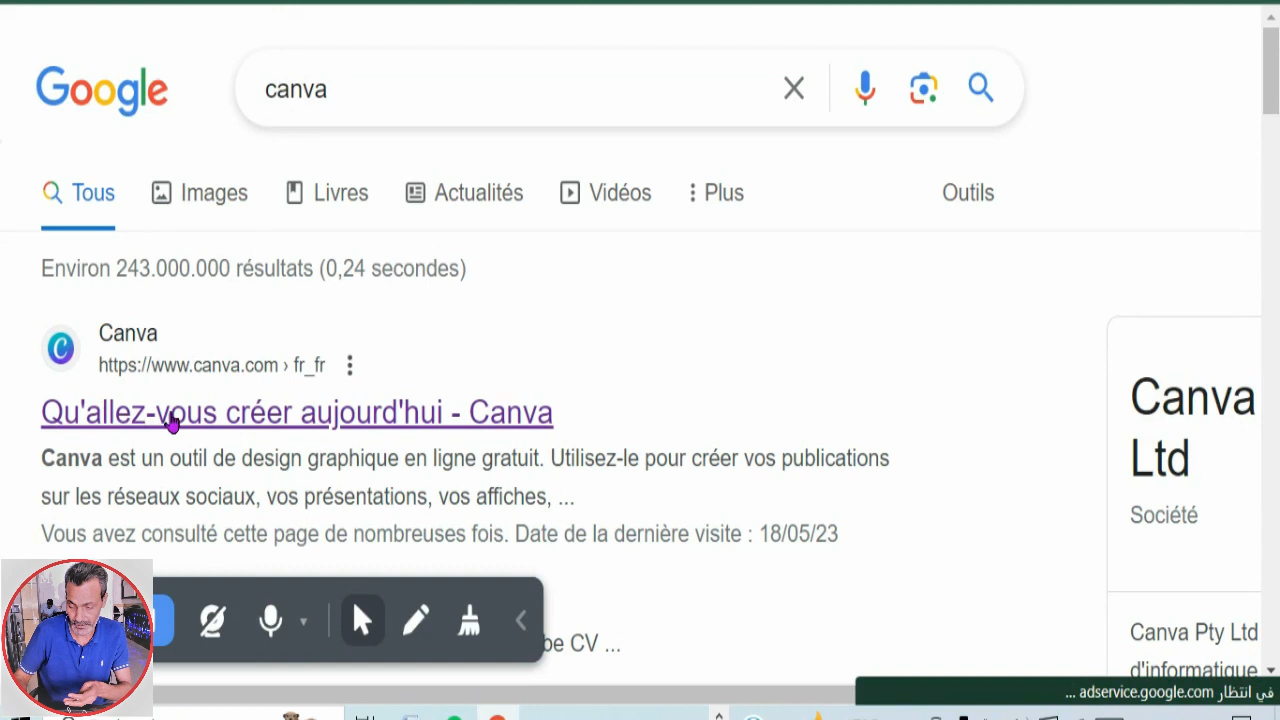 Google
canva
Tous Images Livres Actualités Vidéos Plus Outils
Environ 243.000.000 résultats (0,24 secondes)
Canva
https://www.canva.com › fr_fr
Qu'allez-vous créer aujourd'hui - Canva
Canva est un outil de design graphique en ligne gratuit. Utilisez-le pour créer vos publications
sur les réseaux sociaux, vos présentations, vos affiches, ...
Vous avez consulté cette page de nombreuses fois. Date de la dernière visite : 18/05/23
CV ...
Canva
Ltd
Société
Canva Pty Ltd
d'informatique
في انتظار adservice.google.com ...